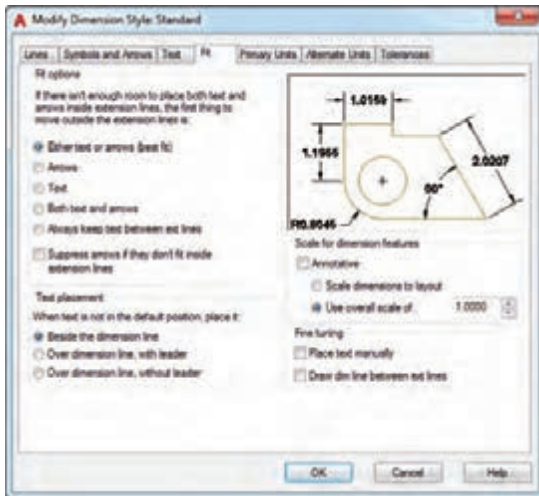 Modify Dimension Style: Standard
Lines Symbols and Arrows Text Fit Primary Units Alternate Units Tolerances
Fit options
If there isn't enough room to place both text and
arrows inside extension lines, the first thing to
move outside the extension lines is:
Either text or arrows (best fit)
Arrows
Text
Both text and arrows
Always keep text between ext lines
Suppress arrows if they don't fit inside
extension lines
Text placement
When text is not in the default position, place it:
Beside the dimension line
Over dimension line, with leader
Over dimension line, without leader
1.0159
1.1955
2.0207
60°
R0.8045
Scale for dimension features
Annotative
Scale dimensions to layout
Use overall scale of: 1.0000
Fine tuning
Place text manually
Draw dim line between ext lines
OK Cancel Help